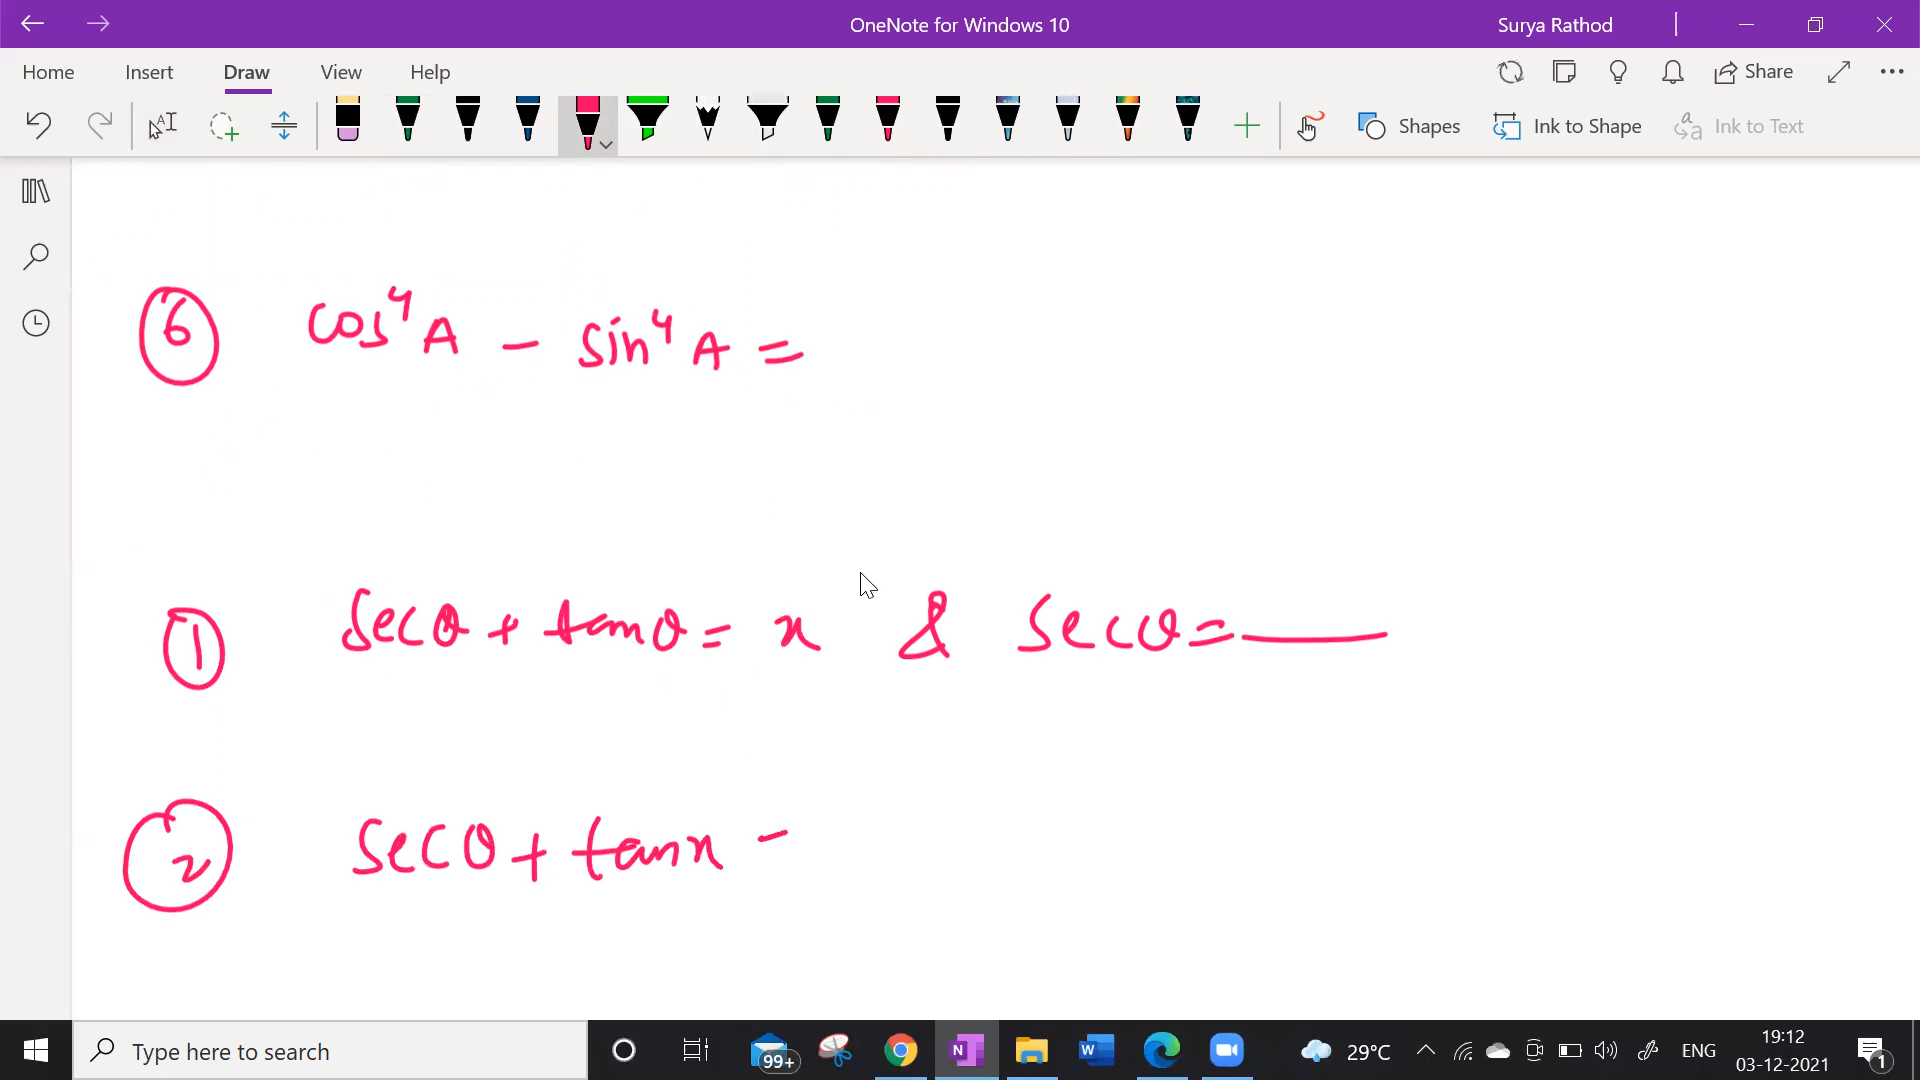 OneNote for Windows 10
Surya Rathod
Home Insert Draw View Help
Share
Shapes Ink to Shape Ink to Text
⑥ cos⁴A - sin⁴A =
① secθ + tanθ = x & secθ = ______
② secθ + tanx -
Type here to search
99+
29°C
ENG
19:12
03-12-2021
1